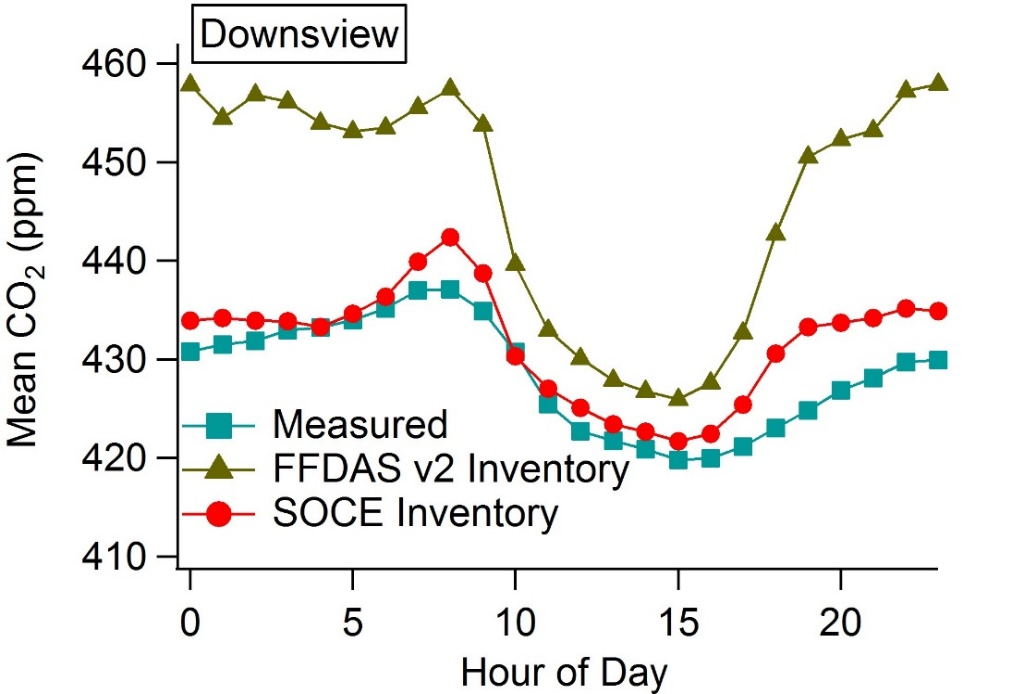 Downsview
460
450
440
430
420
410
Mean CO₂ (ppm)
Measured
FFDAS v2 Inventory
SOCE Inventory
0 5 10 15 20
Hour of Day